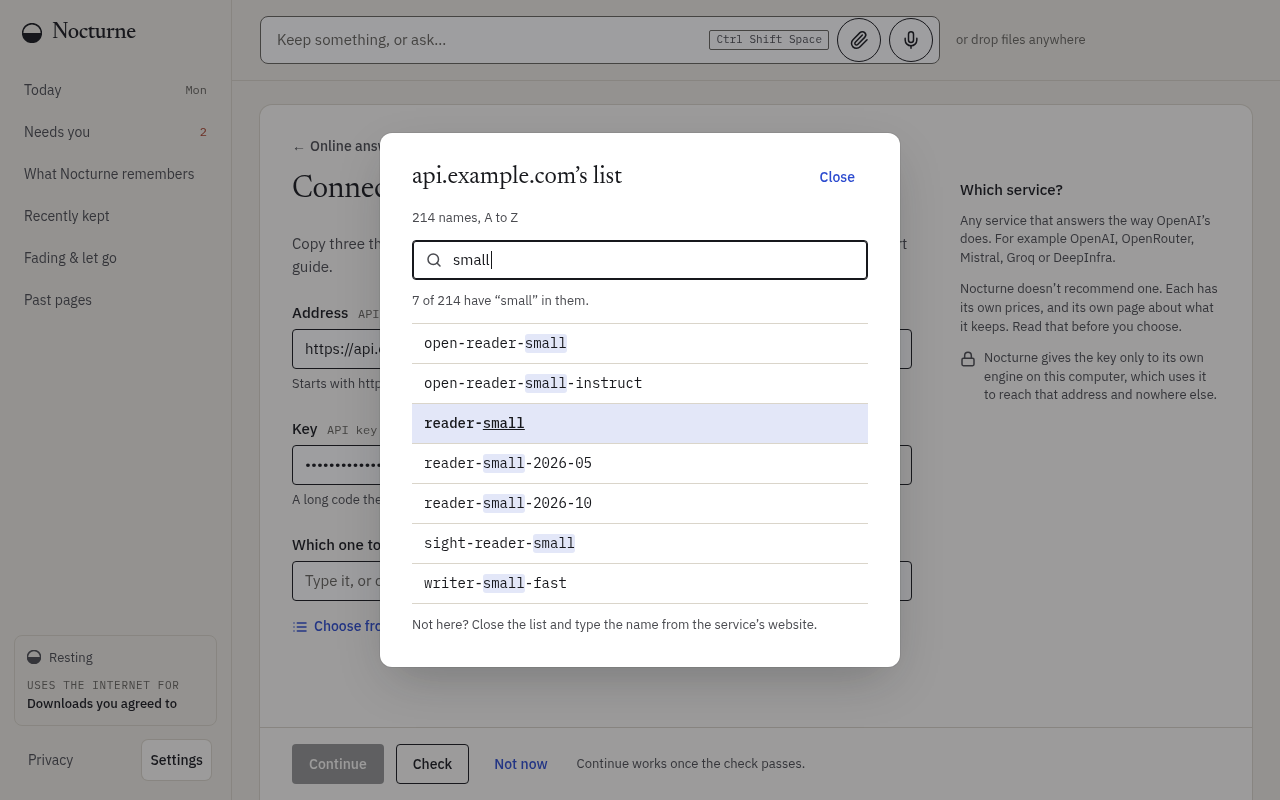 Nocturne
Keep something, or ask…
Ctrl Shift Space
or drop files anywhere
Today
Mon
Needs you
2
What Nocturne remembers
Recently kept
Fading & let go
Past pages
Resting
USES THE INTERNET FOR
Downloads you agreed to
Privacy
Settings
← Online
Copy three
guide.
Address API
https://api.
Starts with
Key API key
••••••••••••
A long code
Which one to
Type it, or
Choose
api.example.com’s list
Close
214 names, A to Z
small
7 of 214 have “small” in them.
open-reader-small
open-reader-small-instruct
reader-small
reader-small-2026-05
reader-small-2026-10
sight-reader-small
writer-small-fast
Not here? Close the list and type the name from the service’s website.
Which service?
Any service that answers the way OpenAI’s
does. For example OpenAI, OpenRouter,
Mistral, Groq or DeepInfra.
Nocturne doesn’t recommend one. Each has
its own prices, and its own page about what
it keeps. Read that before you choose.
Nocturne gives the key only to its own
engine on this computer, which uses it
to reach that address and nowhere else.
Continue
Check
Not now
Continue works once the check passes.